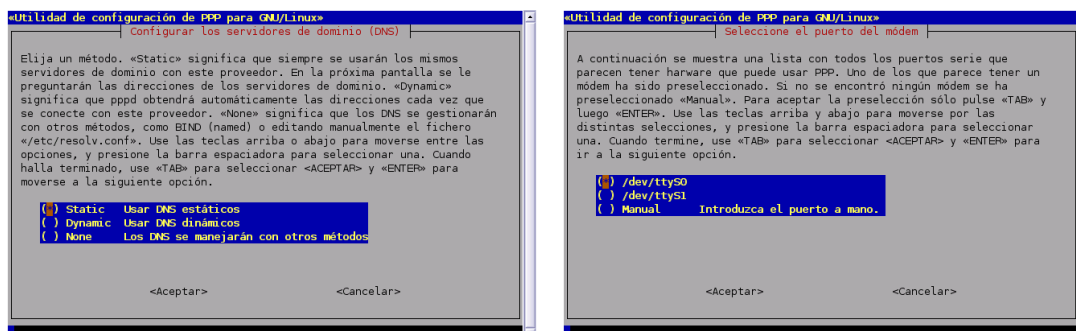 «Utilidad de configuración de PPP para GNU/Linux»
Configurar los servidores de dominio (DNS)
Elija un método. «Static» significa que siempre se usarán los mismos
servidores de dominio con este proveedor. En la próxima pantalla se le
preguntarán las direcciones de los servidores de dominio. «Dynamic»
significa que pppd obtendrá automáticamente las direcciones cada vez que
se conecte con este proveedor. «None» significa que los DNS se gestionarán
con otros métodos, como BIND (named) o editando manualmente el fichero
«/etc/resolv.conf». Use las teclas arriba o abajo para moverse entre las
opciones, y presione la barra espaciadora para seleccionar una. Cuando
halla terminado, use «TAB» para seleccionar <ACEPTAR> y «ENTER» para
moverse a la siguiente opción.
(*) Static Usar DNS estáticos
( ) Dynamic Usar DNS dinámicos
( ) None Los DNS se manejarán con otros métodos
<Aceptar> <Cancelar>
«Utilidad de configuración de PPP para GNU/Linux»
Seleccione el puerto del módem
A continuación se muestra una lista con todos los puertos serie que
parecen tener harware que puede usar PPP. Uno de los que parece tener un
módem ha sido preseleccionado. Si no se encontró ningún módem se ha
preseleccionado «Manual». Para aceptar la preselección sólo pulse «TAB» y
luego «ENTER». Use las teclas arriba y abajo para moverse por las
distintas selecciones, y presione la barra espaciadora para seleccionar
una. Cuando termine, use «TAB» para seleccionar <ACEPTAR> y «ENTER» para
ir a la siguiente opción.
(*) /dev/ttyS0
( ) /dev/ttyS1
( ) Manual Introduzca el puerto a mano.
<Aceptar> <Cancelar>